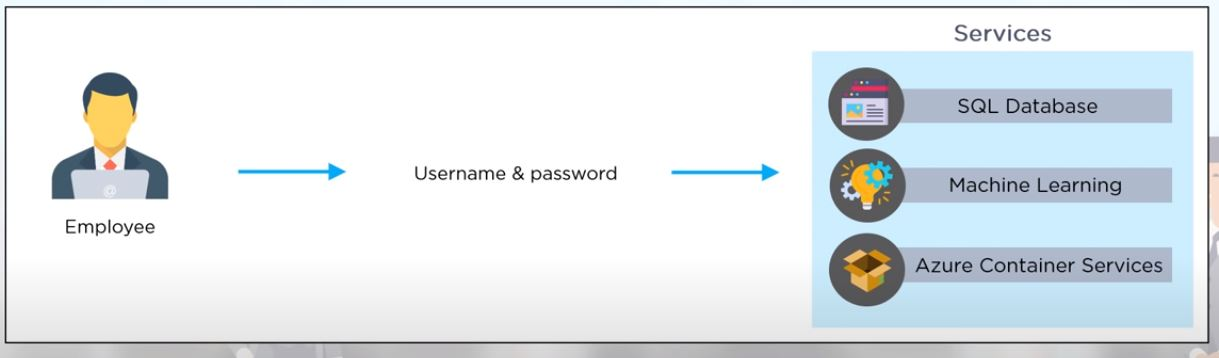 Services
SQL Database
Machine Learning
Azure Container Services
Username & password
@
Employee